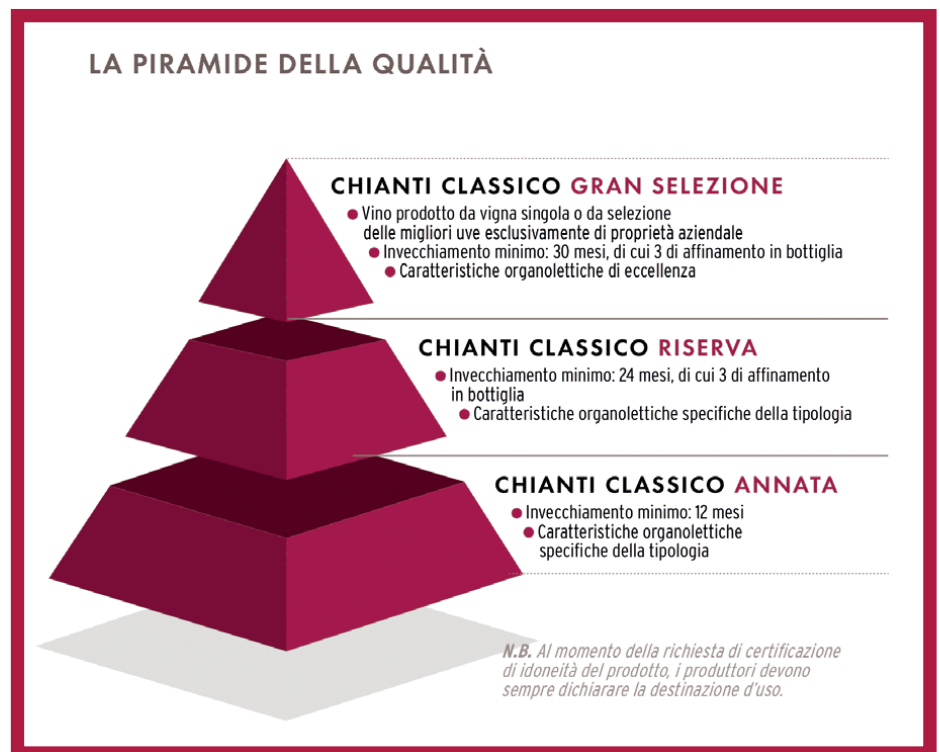 LA PIRAMIDE DELLA QUALITÀ
CHIANTI CLASSICO GRAN SELEZIONE
● Vino prodotto da vigna singola o da selezione
delle migliori uve esclusivamente di proprietà aziendale
● Invecchiamento minimo: 30 mesi, di cui 3 di affinamento in bottiglia
● Caratteristiche organolettiche di eccellenza
CHIANTI CLASSICO RISERVA
● Invecchiamento minimo: 24 mesi, di cui 3 di affinamento
in bottiglia
● Caratteristiche organolettiche specifiche della tipologia
CHIANTI CLASSICO ANNATA
● Invecchiamento minimo: 12 mesi
● Caratteristiche organolettiche
specifiche della tipologia
N.B. Al momento della richiesta di certificazione
di idoneità del prodotto, i produttori devono
sempre dichiarare la destinazione d'uso.